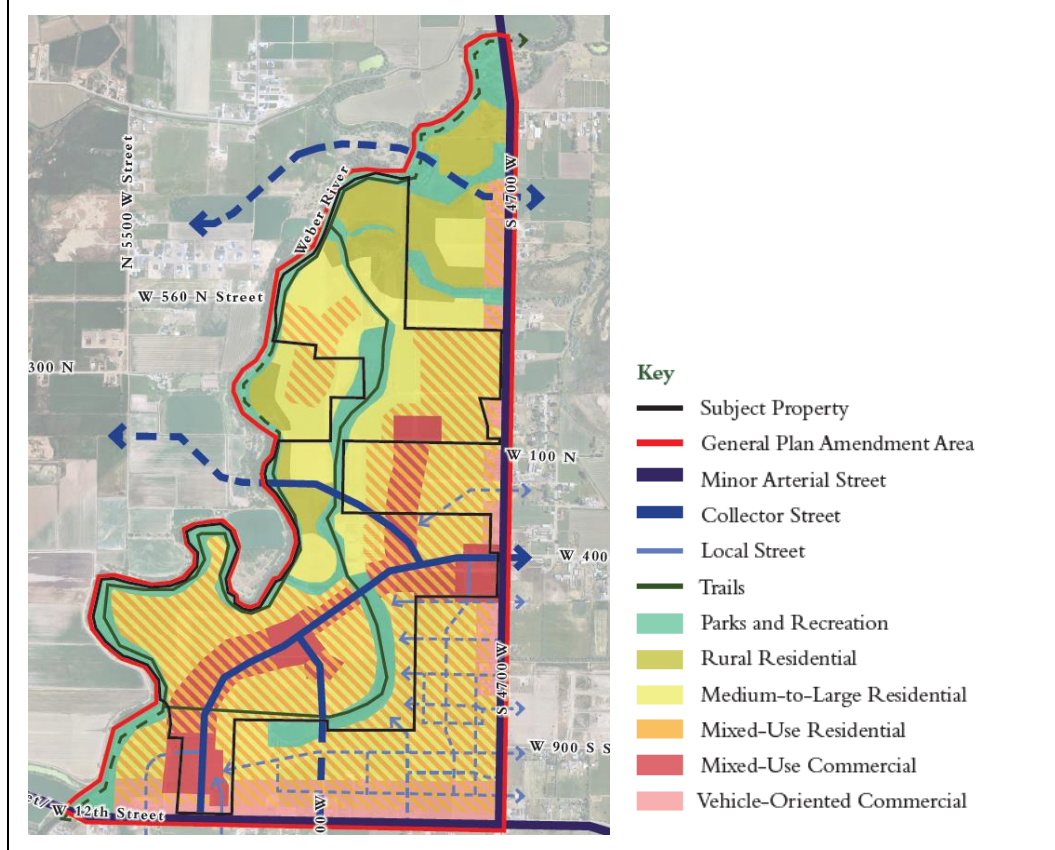 S 4700 W
N 5500 W Street
Weber River
W 560 N Street
300 N
Key
Subject Property
General Plan Amendment Area
W 100 N
Minor Arterial Street
Collector Street
W 400
Local Street
Trails
Parks and Recreation
Rural Residential
S 4700 W
Medium-to-Large Residential
Mixed-Use Residential
W 900 S S
Mixed-Use Commercial
Vehicle-Oriented Commercial
et/ W 12th Street
00 W